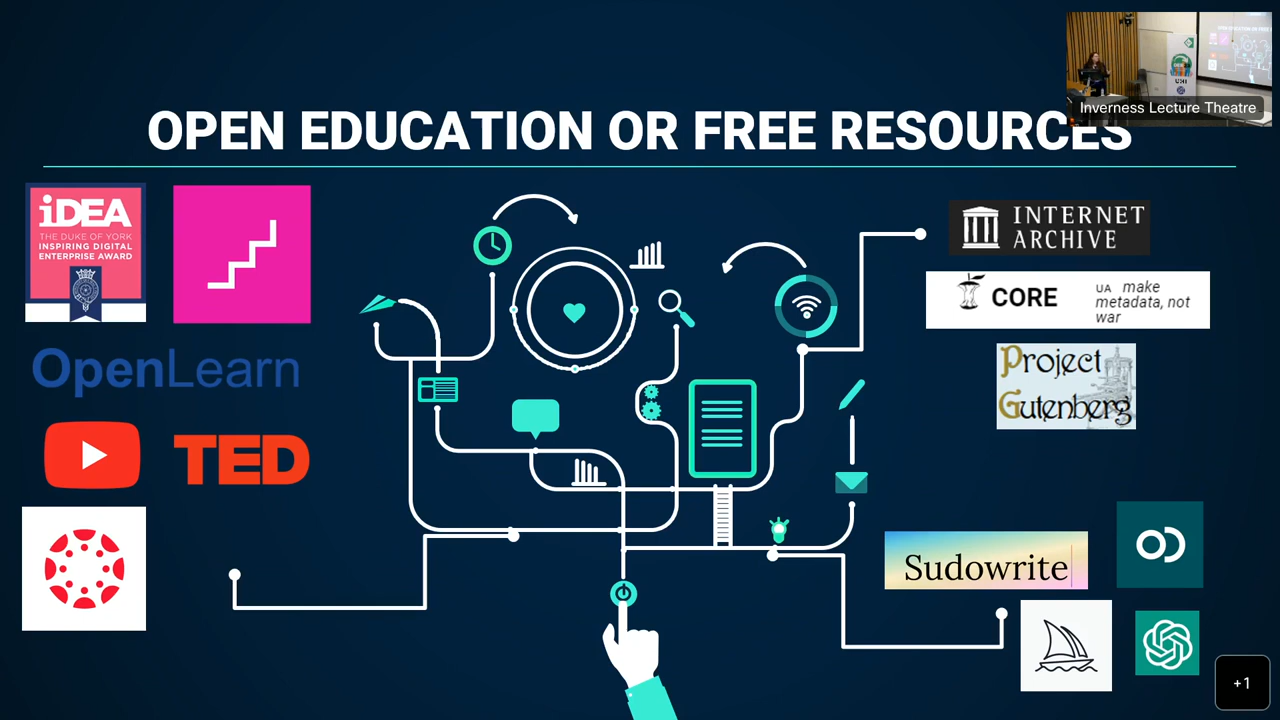 OPEN EDUCATION OR FREE RESOURCES
Inverness Lecture Theatre
iDEA
THE DUKE OF YORK
INSPIRING DIGITAL
ENTERPRISE AWARD
OpenLearn
TED
INTERNET
ARCHIVE
CORE
UA make
metadata, not
war
Project
Gutenberg
Sudowrite
+1